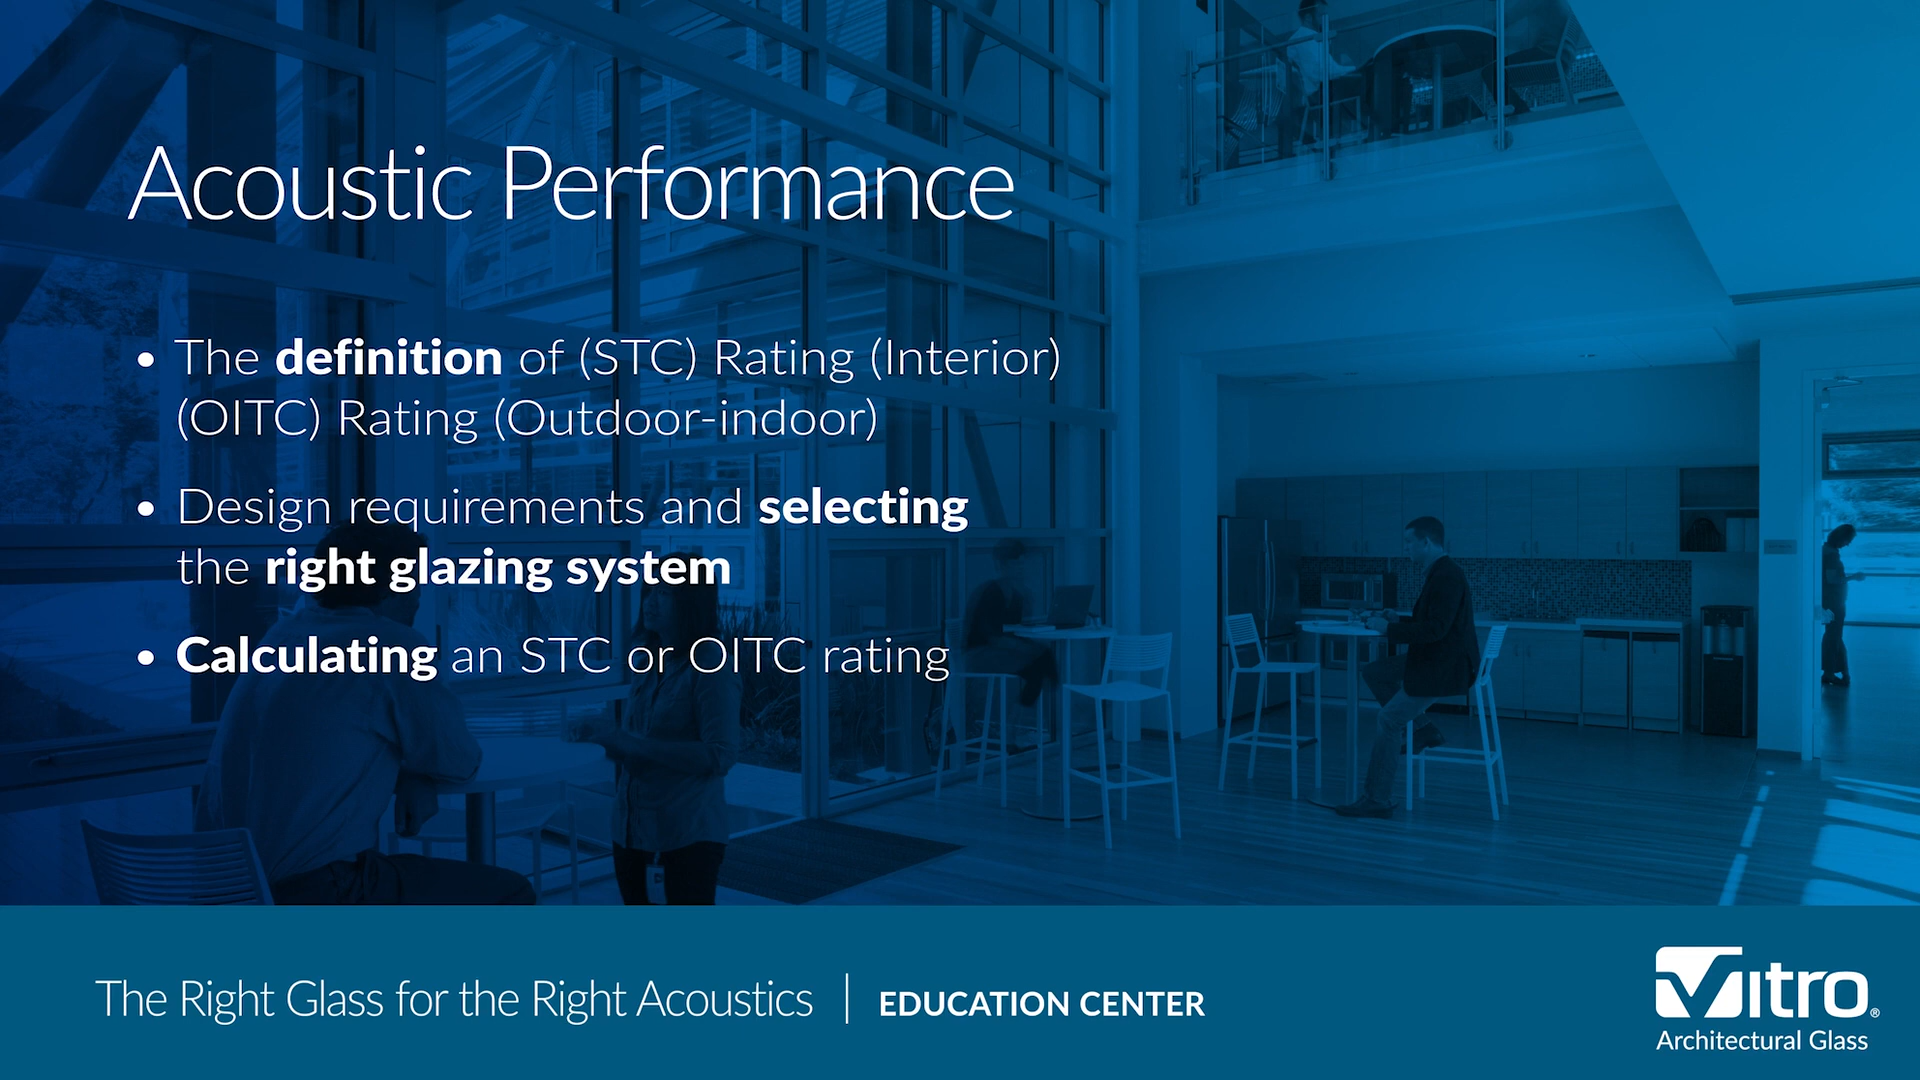 Acoustic Performance
• The definition of (STC) Rating (Interior)
(OITC) Rating (Outdoor-indoor)
• Design requirements and selecting
the right glazing system
• Calculating an STC or OITC rating
The Right Glass for the Right Acoustics | EDUCATION CENTER
Vitro®
Architectural Glass